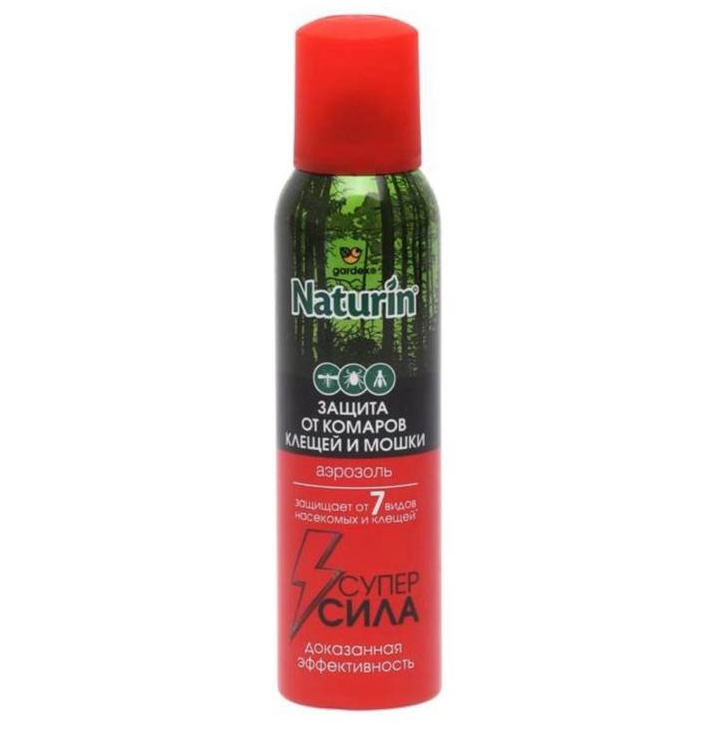 gardex®
Naturin®
ЗАЩИТА
ОТ КОМАРОВ
КЛЕЩЕЙ И МОШКИ
аэрозоль
защищает от 7 видов
насекомых и клещей*
СУПЕР
СИЛА
доказанная
эффективность